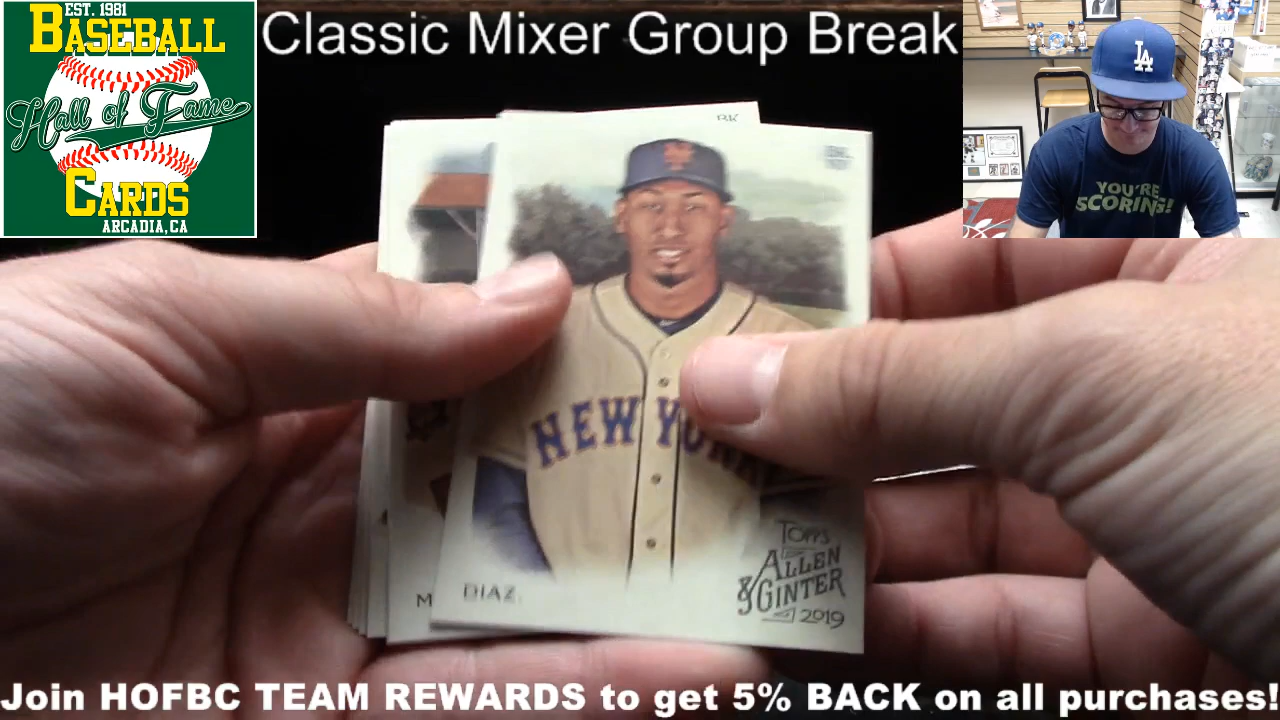 EST. 1981
BASEBALL
Hall of Fame
CARDS
ARCADIA, CA
Classic Mixer Group Break
LA
YOU'RE
SCORING!
NEW YORK
TOPPS
ALLEN
& GINTER
2019
DIAZ
M
Join HOFBC TEAM REWARDS to get 5% BACK on all purchases!